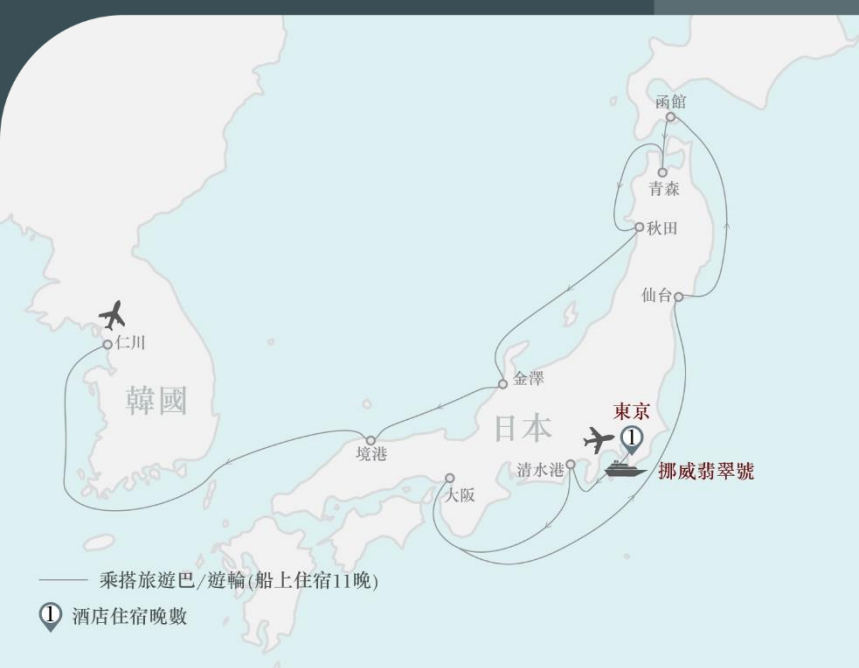 函館
青森
秋田
仙台
仁川
韓國
金澤
日本
東京
1
境港
清水港
挪威翡翠號
大阪
乘搭旅遊巴/遊輪(船上住宿11晚)
1 酒店住宿晚數